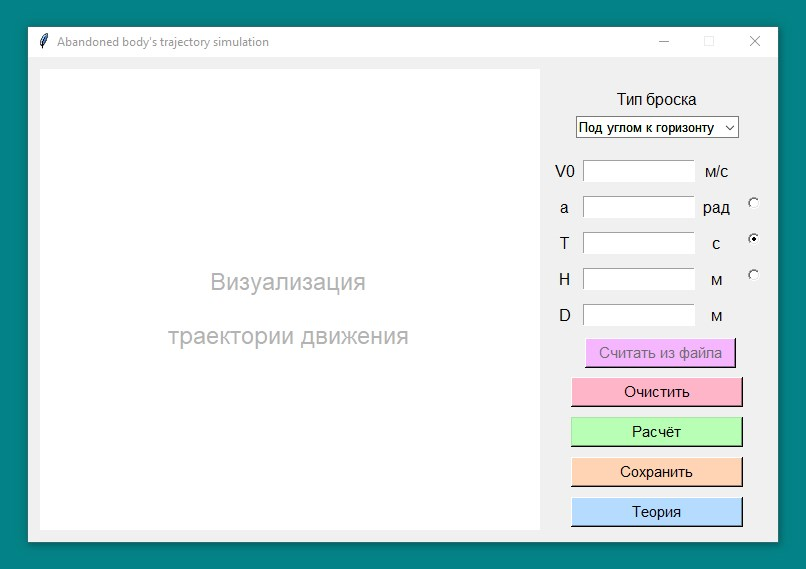 Abandoned body's trajectory simulation
Тип броска
Под углом к горизонту
V0 м/с
a рад
T с
H м
D м
Визуализация
траектории движения
Считать из файла
Очистить
Расчёт
Сохранить
Теория